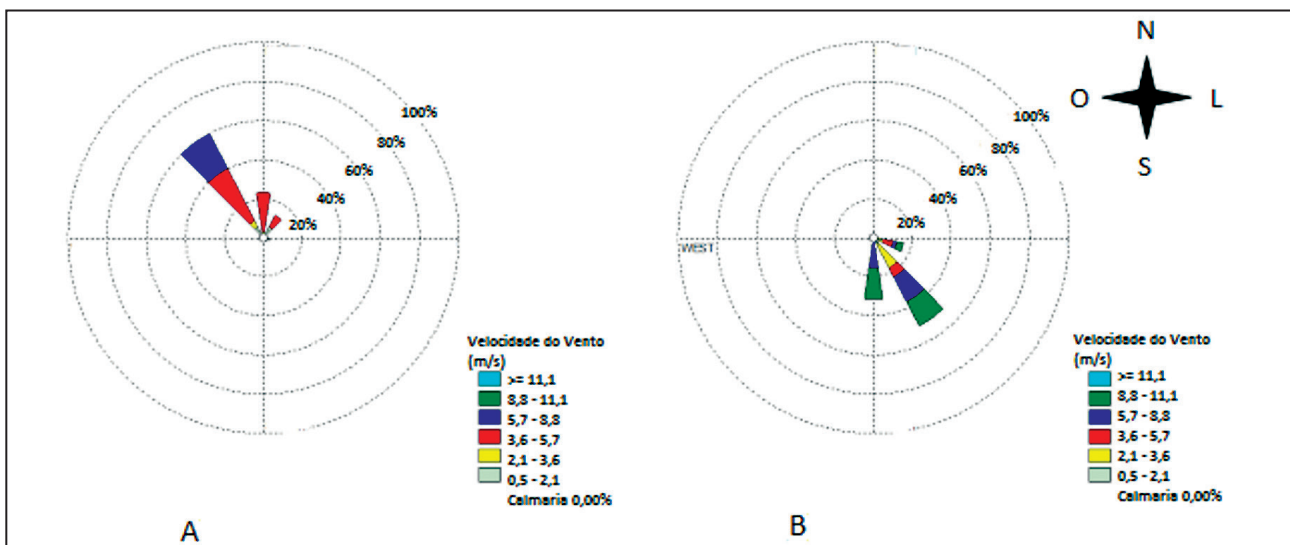 100%
80%
60%
40%
20%
Velocidade do Vento
(m/s)
>= 11,1
8,8 - 11,1
5,7 - 8,8
3,6 - 5,7
2,1 - 3,6
0,5 - 2,1
Calmaria 0,00%
A
WEST
100%
80%
60%
40%
20%
Velocidade do Vento
(m/s)
>= 11,1
8,8 - 11,1
5,7 - 8,8
3,6 - 5,7
2,1 - 3,6
0,5 - 2,1
Calmaria 0,00%
B
N
O L
S